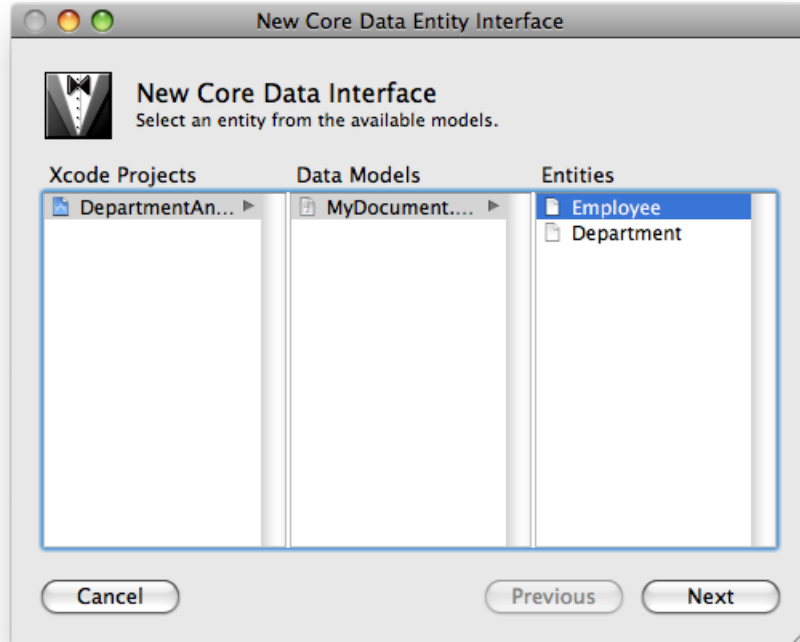 New Core Data Entity Interface
New Core Data Interface
Select an entity from the available models.
Xcode Projects Data Models Entities
DepartmentAn... MyDocument.... Employee
Department
Cancel Previous Next